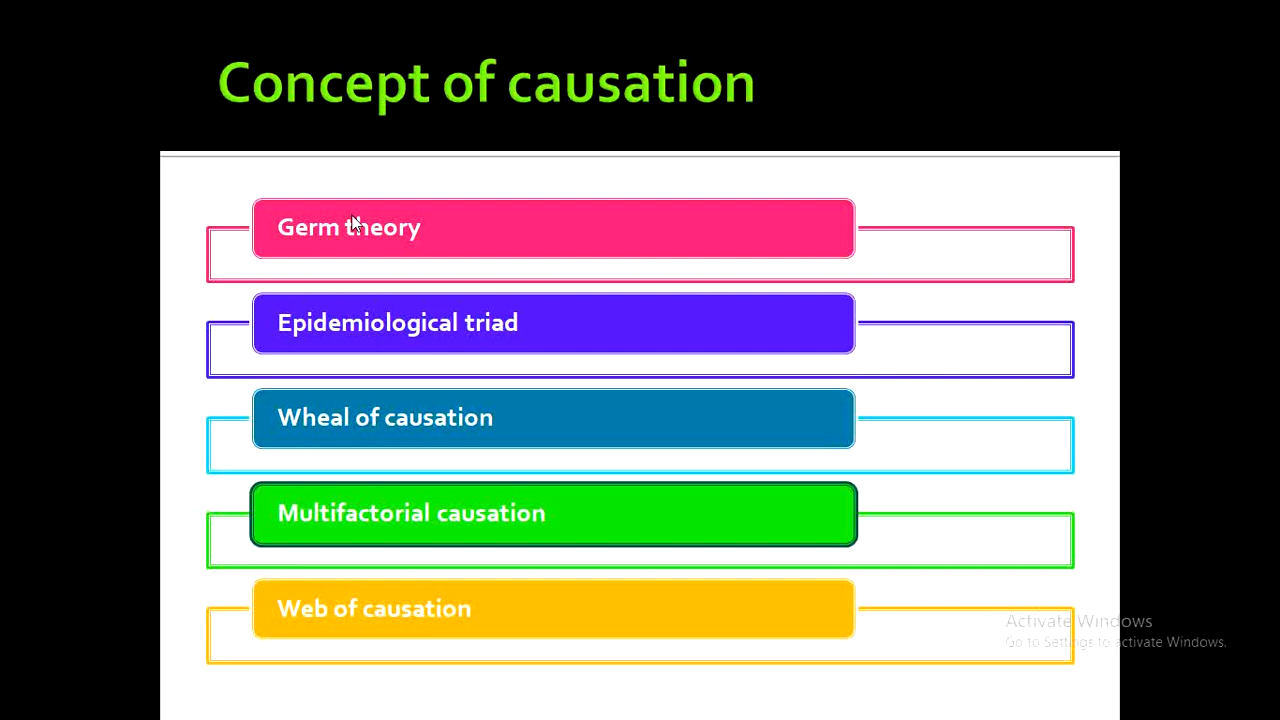 Concept of causation
Germ theory
Epidemiological triad
Wheal of causation
Multifactorial causation
Web of causation
Activate Windows
Go to Settings to activate Windows.